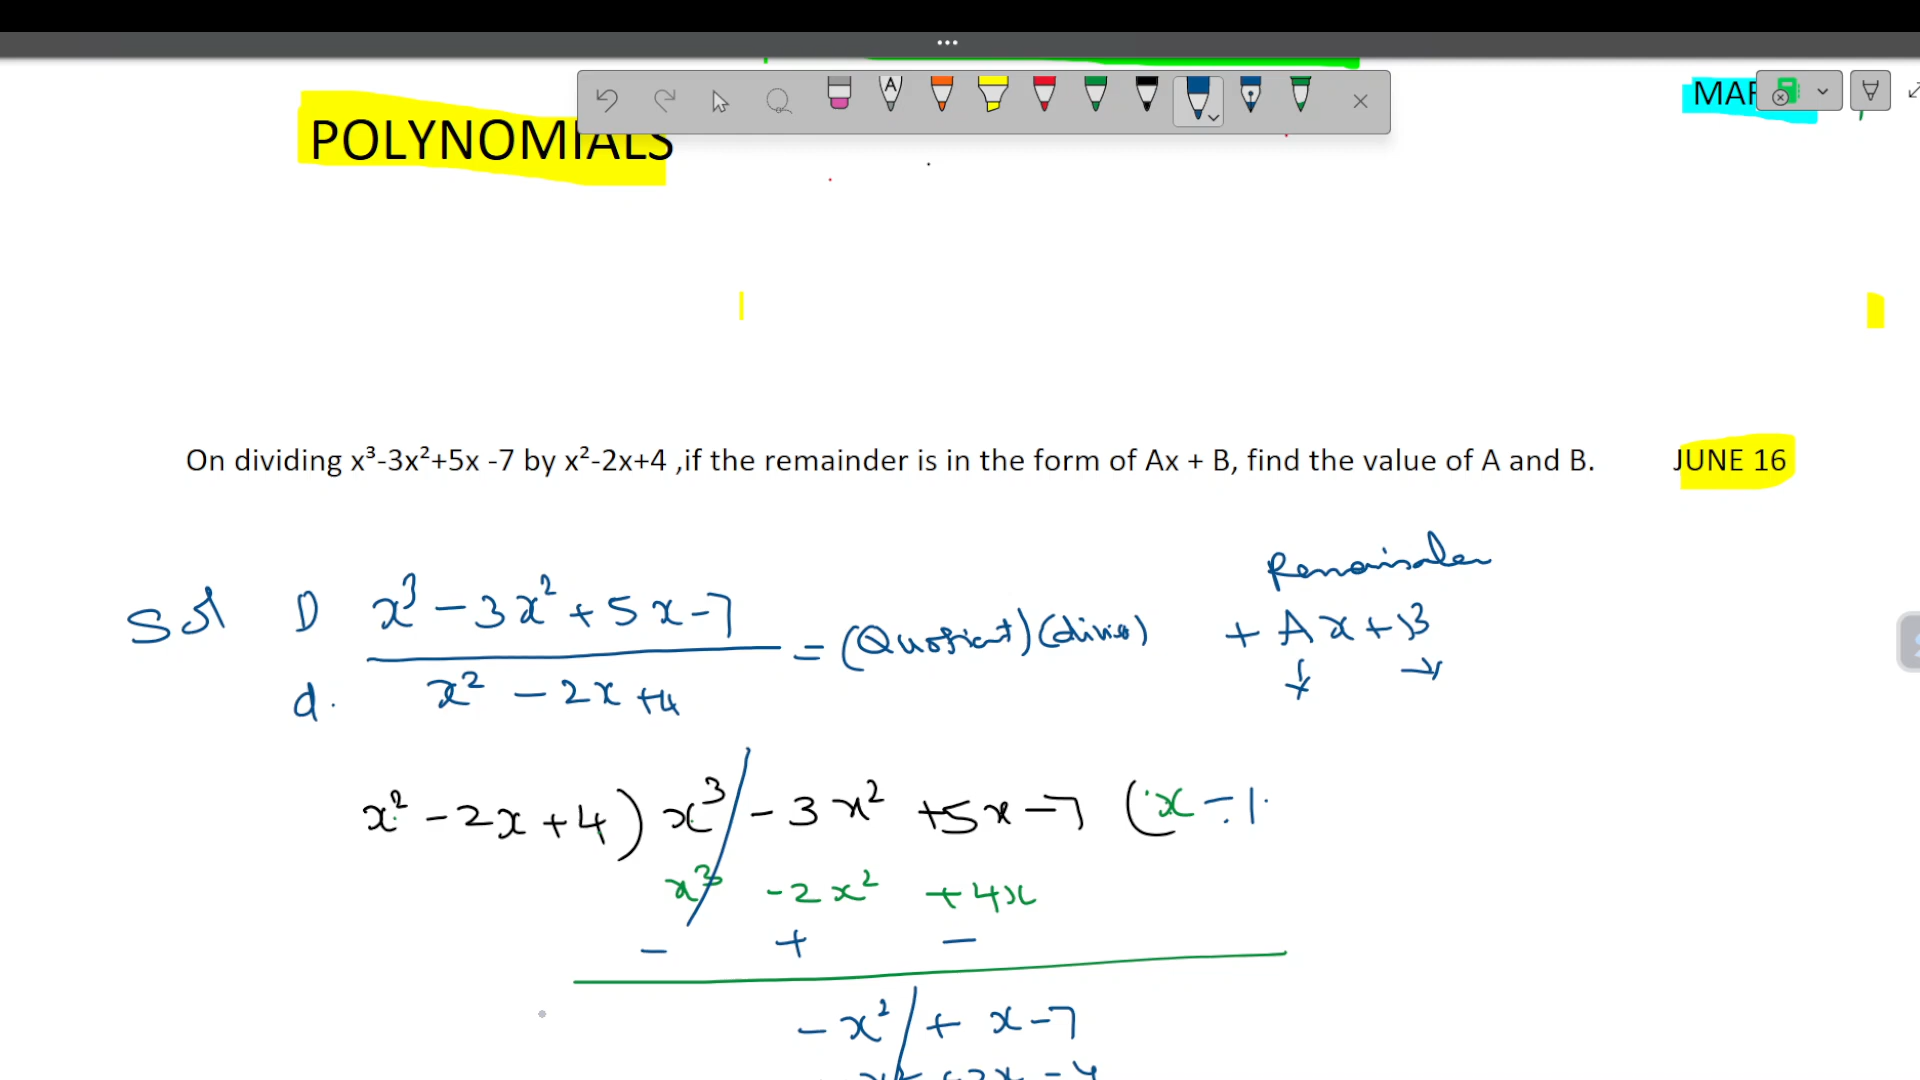 MAR
POLYNOMIALS
On dividing x³-3x²+5x -7 by x²-2x+4 ,if the remainder is in the form of Ax + B, find the value of A and B. JUNE 16
Remainder
Sol D x³ - 3x² + 5x - 7 = (Quotient) (divisor) + Ax + B
d. x² - 2x + 4
x² - 2x + 4 ) x³ - 3x² + 5x - 7 ( x - 1
x³ - 2x² + 4x
- + -
- x² + x - 7